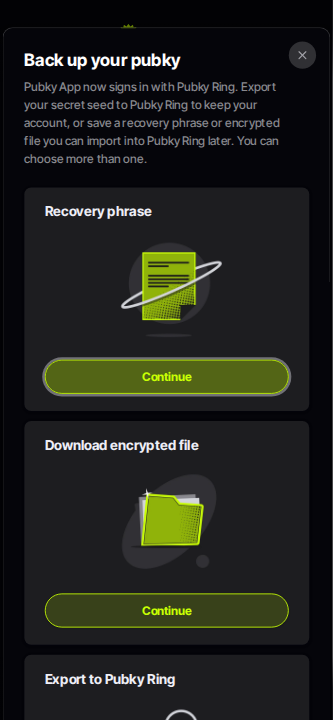 Back up your pubky
Pubky App now signs in with Pubky Ring. Export
your secret seed to Pubky Ring to keep your
account, or save a recovery phrase or encrypted
file you can import into Pubky Ring later. You can
choose more than one.
Recovery phrase
Continue
Download encrypted file
Continue
Export to Pubky Ring